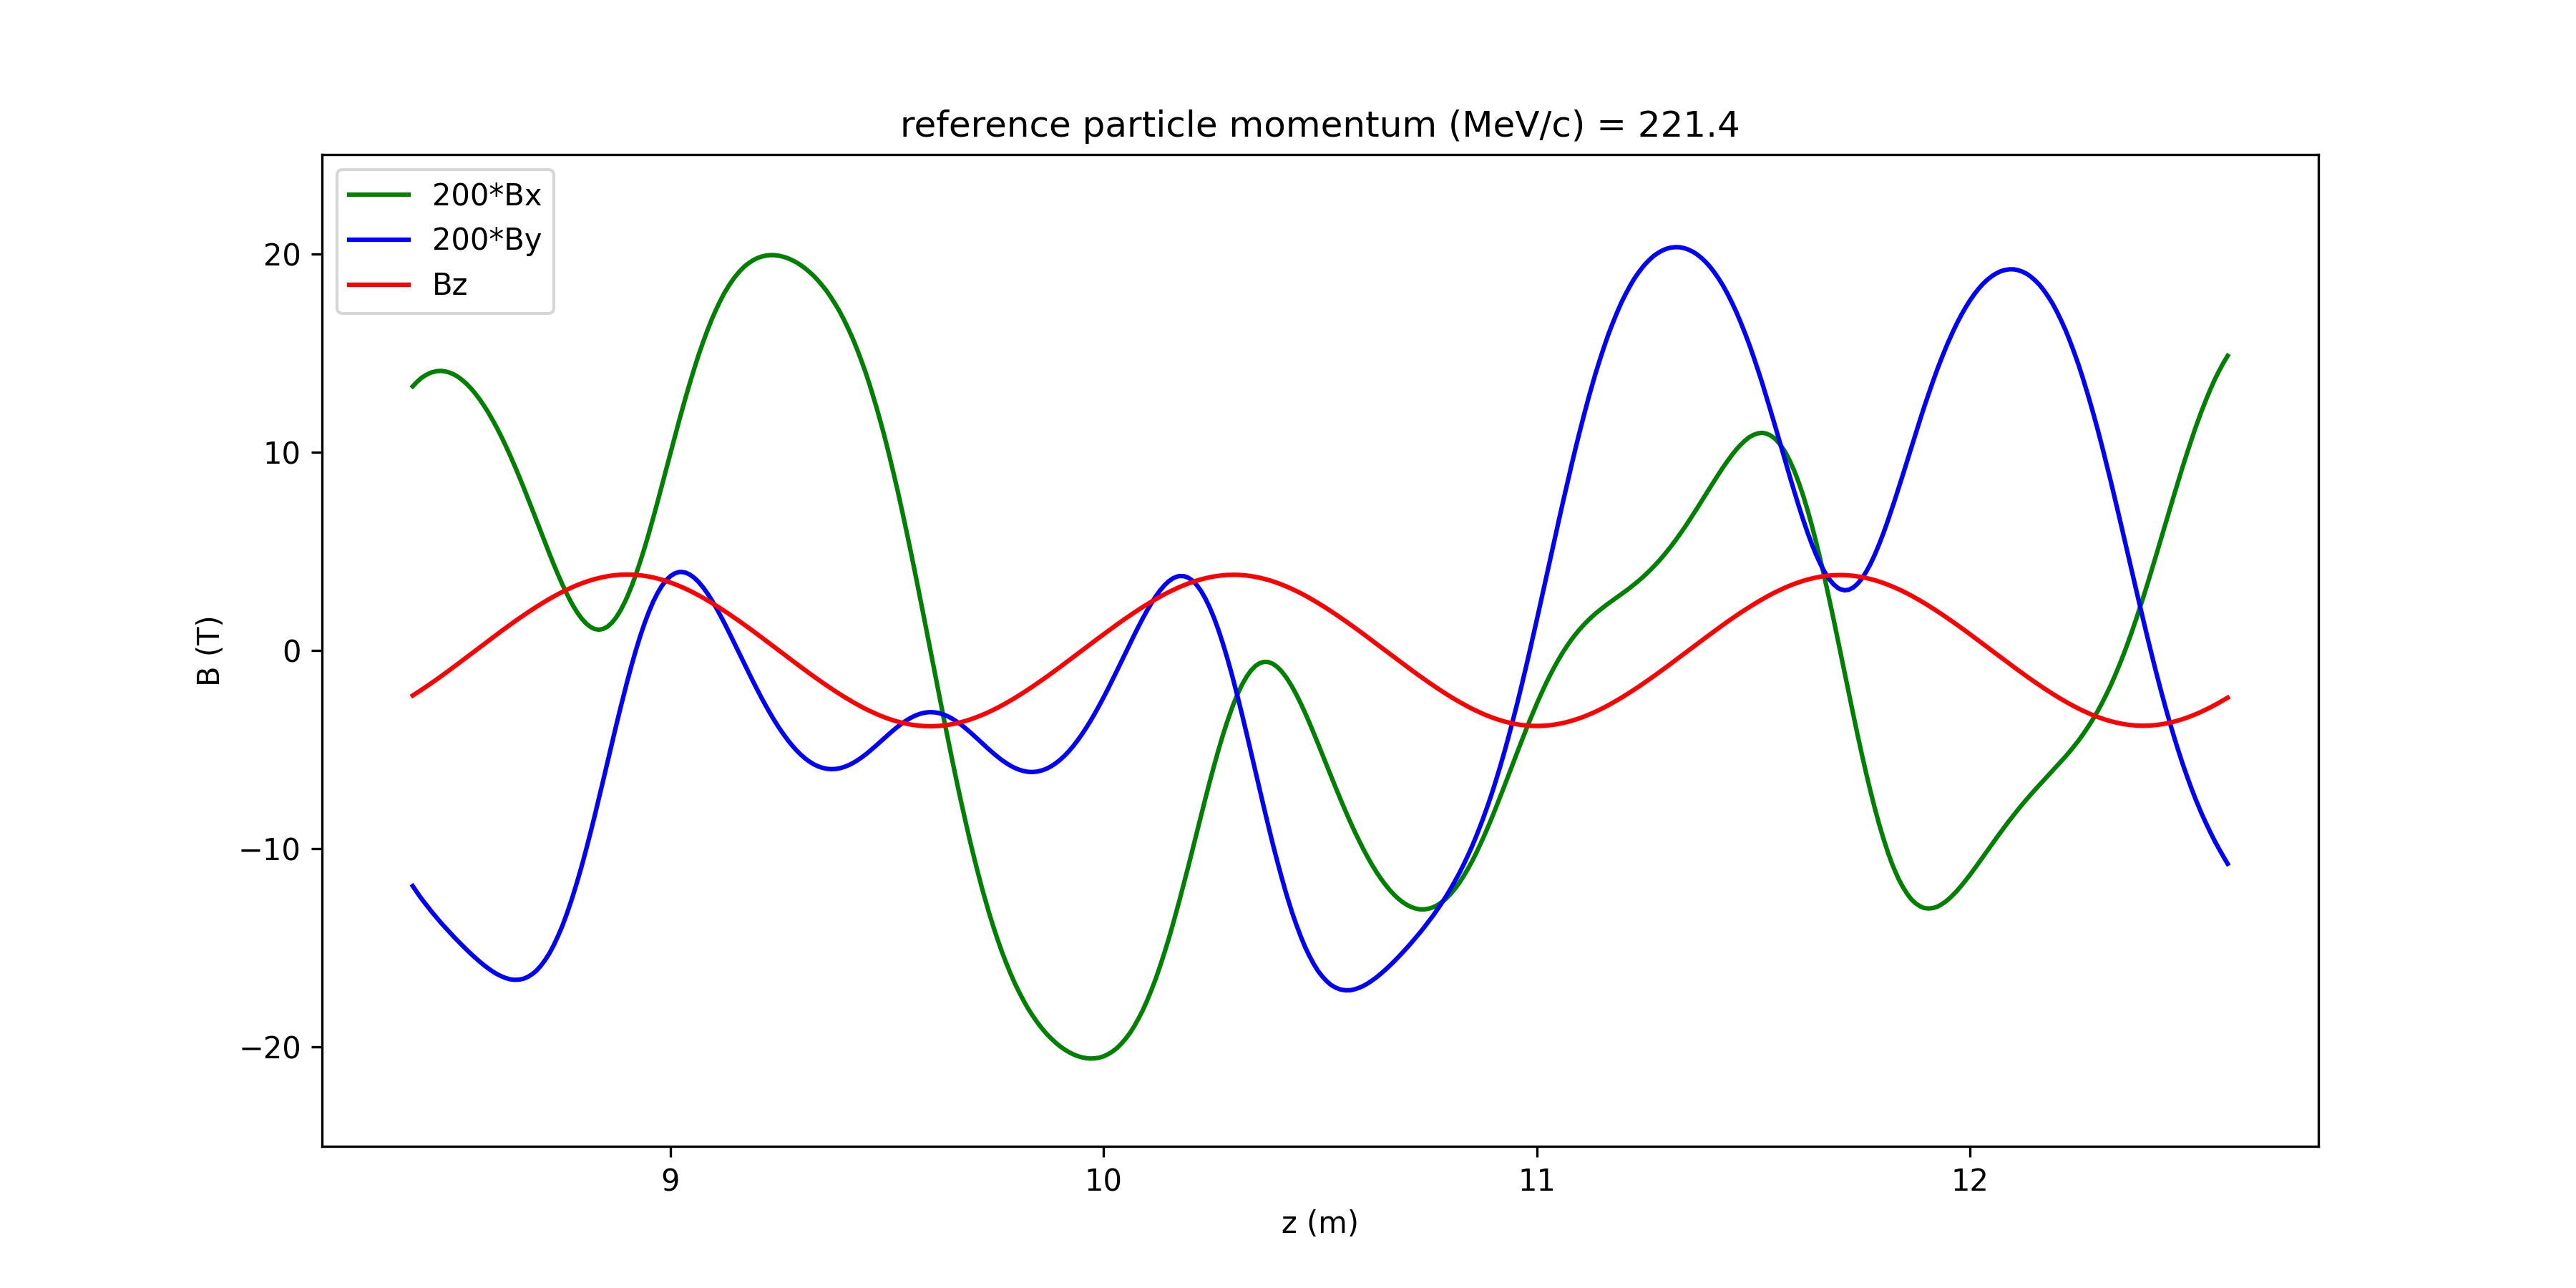 reference particle momentum (MeV/c) = 221.4
200*Bx
200*By
Bz
20
10
0
−10
−20
B (T)
9
10
11
12
z (m)